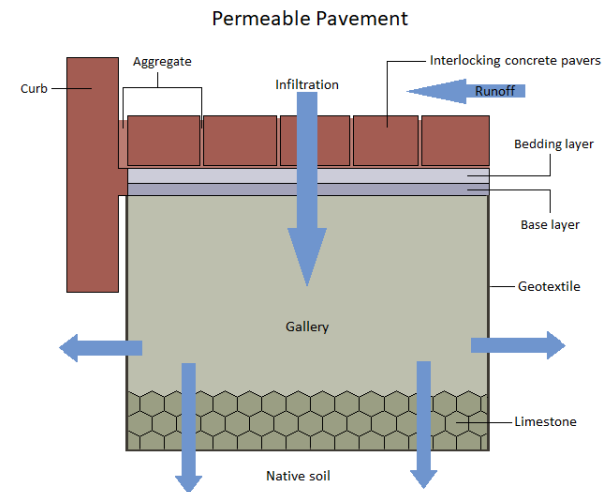 Permeable Pavement
Aggregate
Interlocking concrete pavers
Curb
Infiltration
Runoff
Bedding layer
Base layer
Geotextile
Gallery
Limestone
Native soil